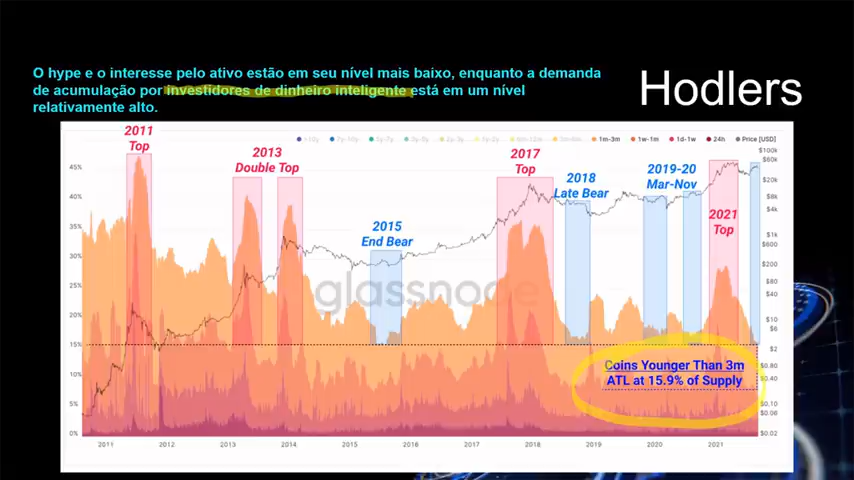 O hype e o interesse pelo ativo estão em seu nível mais baixo, enquanto a demanda
de acumulação por investidores de dinheiro inteligente está em um nível
relativamente alto.
Hodlers
1m-3m 1w-1m 1d-1w 24h Price [USD]
2011
Top
2013
Double Top
2015
End Bear
2017
Top
2018
Late Bear
2019-20
Mar-Nov
2021
Top
glassnode
Coins Younger Than 3m
ATL at 15.9% of Supply
45%
40%
35%
30%
25%
20%
15%
10%
5%
0%
$100k
$60k
$20k
$8k
$4k
$1k
$600
$200
$80
$40
$10
$6
$2
$0.80
$0.40
$0.10
$0.06
$0.02
2011 2012 2013 2014 2015 2016 2017 2018 2019 2020 2021